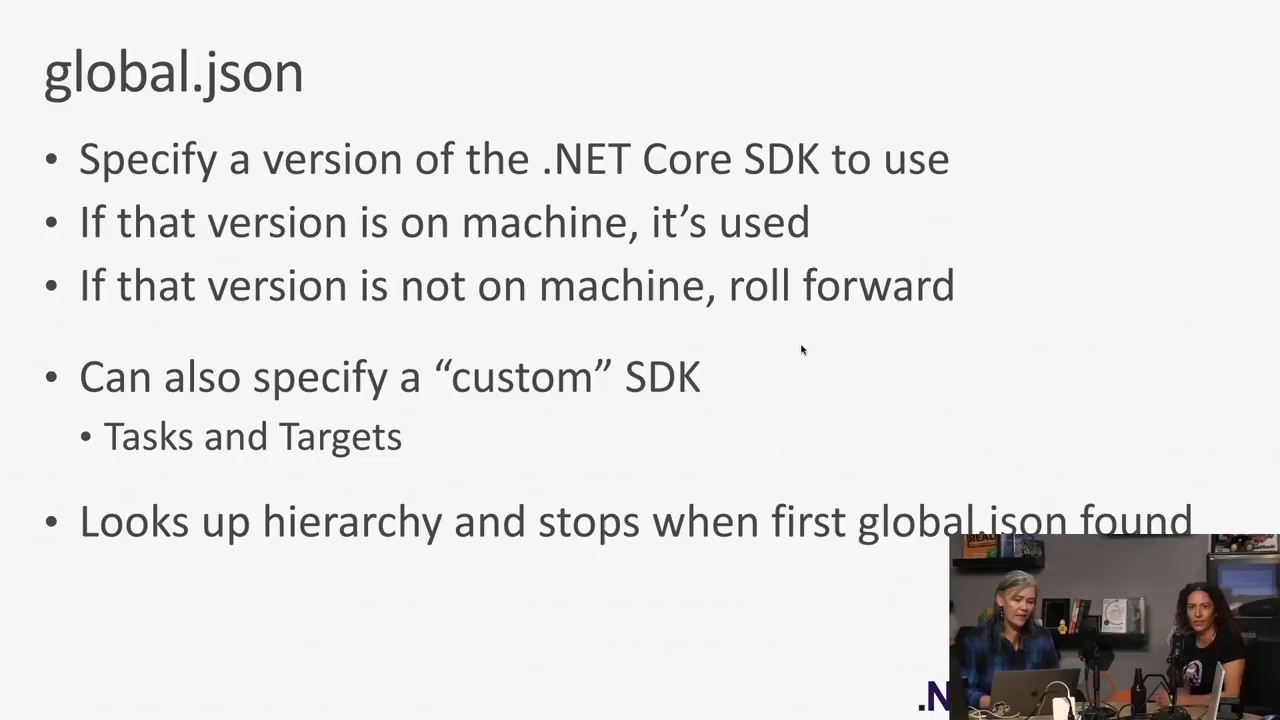 global.json
• Specify a version of the .NET Core SDK to use
• If that version is on machine, it’s used
• If that version is not on machine, roll forward
• Can also specify a “custom” SDK
• Tasks and Targets
• Looks up hierarchy and stops when first global.json found
.N